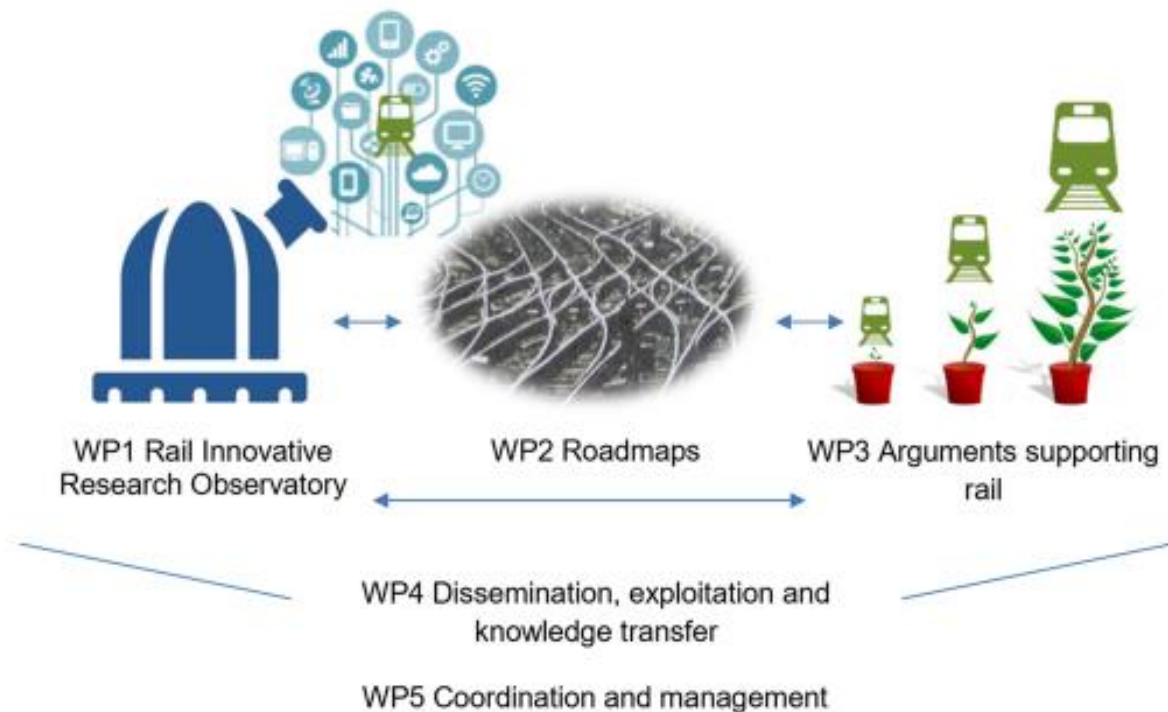 WP1 Rail Innovative
Research Observatory
WP2 Roadmaps
WP3 Arguments supporting
rail
WP4 Dissemination, exploitation and
knowledge transfer
WP5 Coordination and management